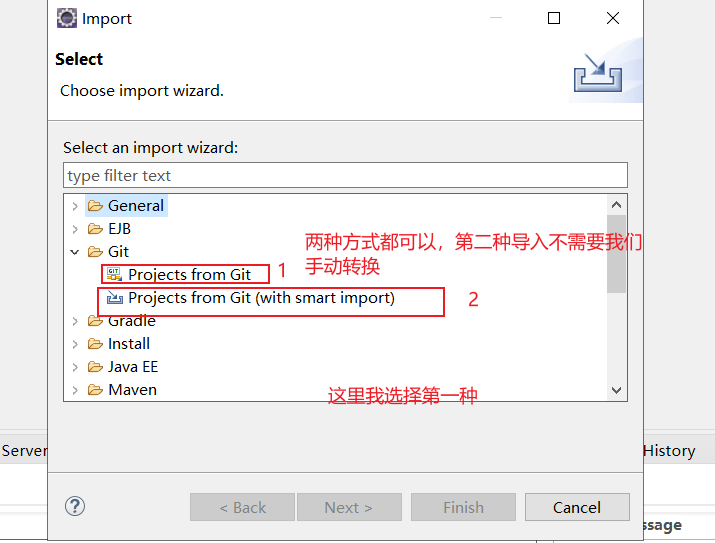 Import
Select
Choose import wizard.
Select an import wizard:
type filter text
General
EJB
Git
两种方式都可以，第二种导入不需要我们
手动转换
Projects from Git 1
Projects from Git (with smart import) 2
Gradle
Install
Java EE
Maven
这里我选择第一种
Server
History
< Back
Next >
Finish
Cancel
ssage